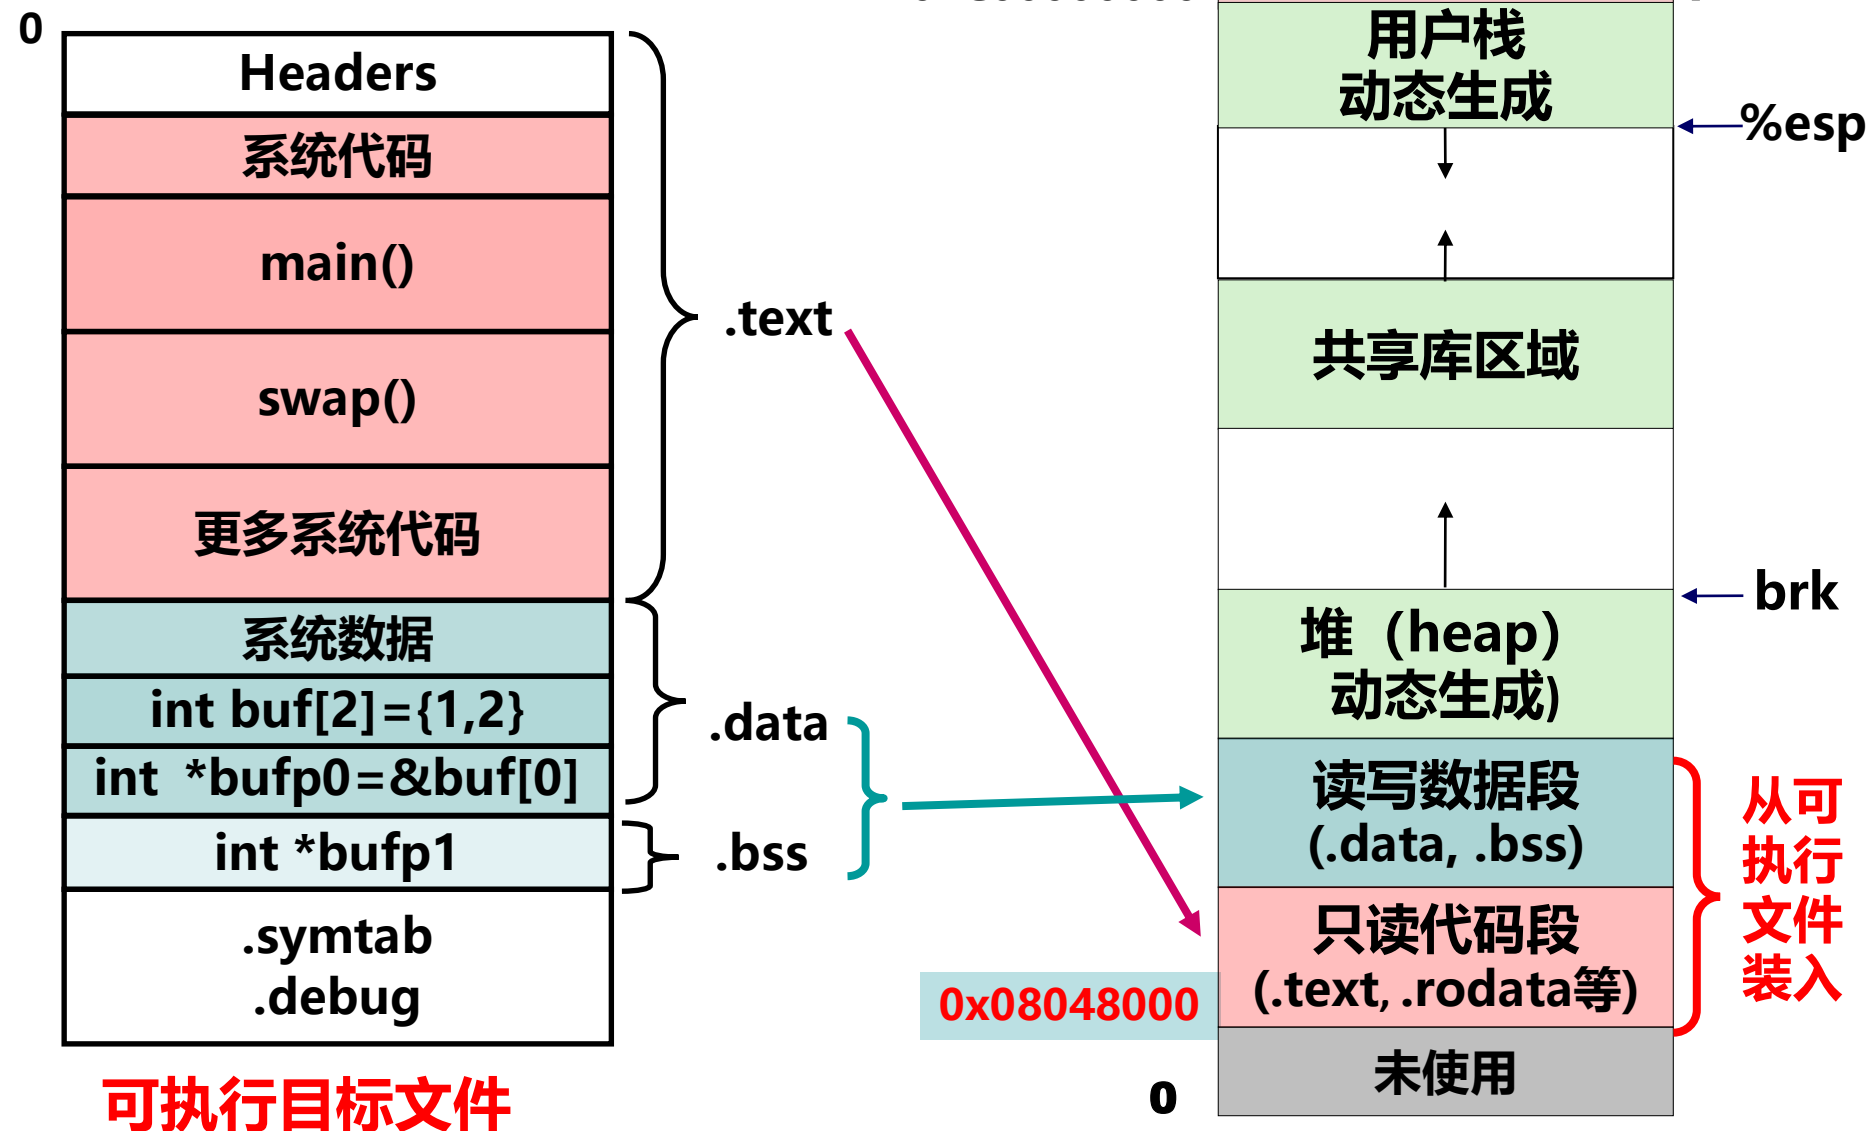 0
Headers
系统代码
main()
swap()
更多系统代码
系统数据
int buf[2]={1,2}
int *bufp0=&buf[0]
int *bufp1
.symtab
.debug
可执行目标文件
.text
.data
.bss
用户栈
动态生成
%esp
共享库区域
brk
堆（heap）
动态生成)
读写数据段
(.data, .bss)
只读代码段
(.text, .rodata等)
0x08048000
未使用
0
从可
执行
文件
装入